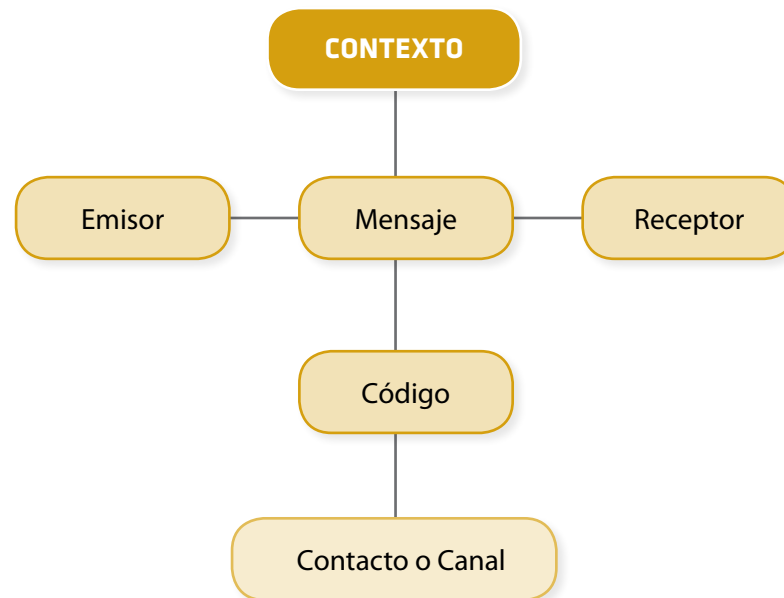 CONTEXTO
Emisor
Mensaje
Receptor
Código
Contacto o Canal